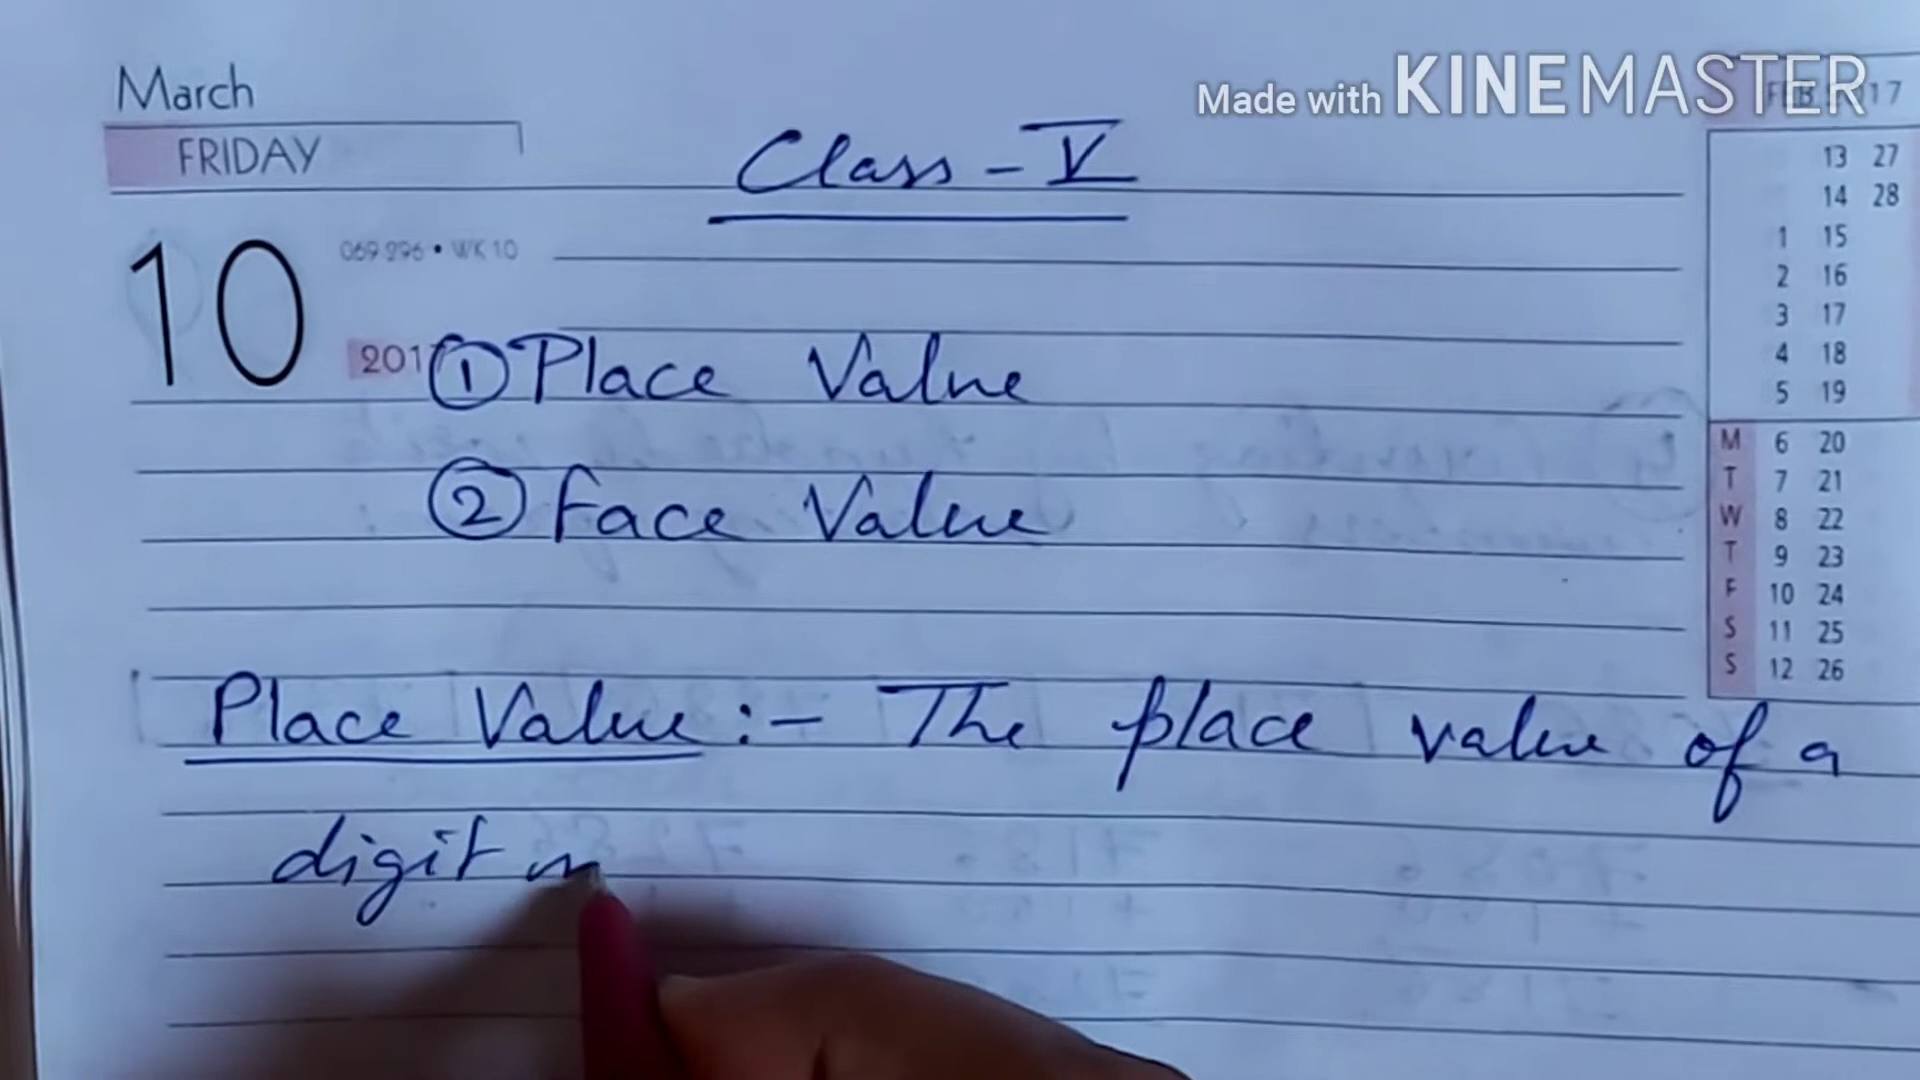 March
Made with KINEMASTER
FEB 2017
FRIDAY
Class - V
13 27
14 28
10
069 296 • WK 10
1 15
2 16
3 17
201
① Place Value
4 18
5 19
M 6 20
② Face Value
T 7 21
W 8 22
T 9 23
F 10 24
S 11 25
S 12 26
Place Value :- The place value of a
digit